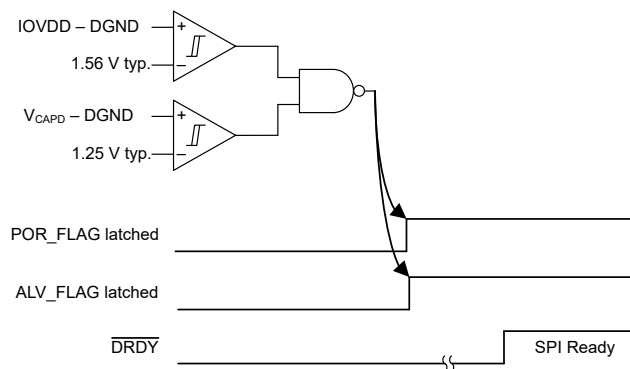 IOVDD – DGND
+
1.56 V typ.
–
V_CAPD – DGND
+
1.25 V typ.
–
POR_FLAG latched
ALV_FLAG latched
DRDY
SPI Ready